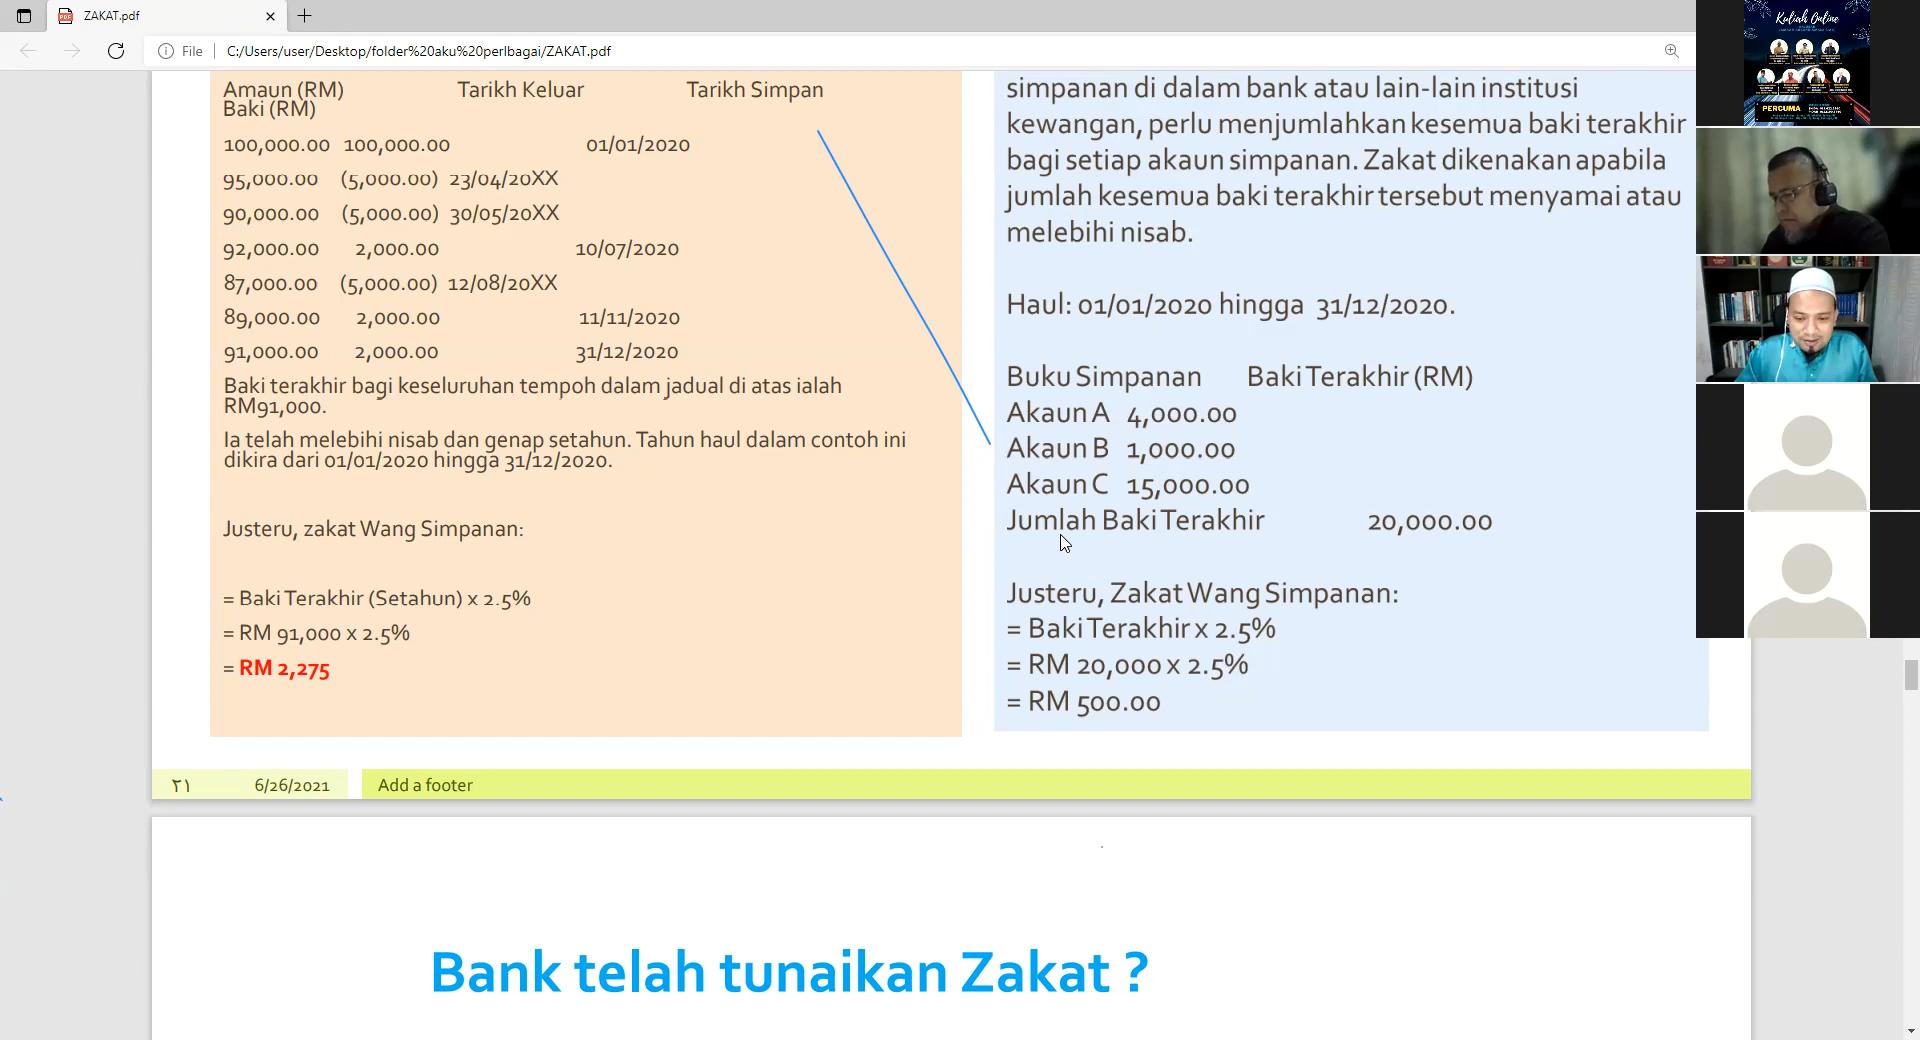 ZAKAT.pdf
File
C:/Users/user/Desktop/folder%20aku%20perlbagai/ZAKAT.pdf
Amaun (RM) Tarikh Keluar Tarikh Simpan
Baki (RM)
100,000.00 100,000.00 01/01/2020
95,000.00 (5,000.00) 23/04/20XX
90,000.00 (5,000.00) 30/05/20XX
92,000.00 2,000.00 10/07/2020
87,000.00 (5,000.00) 12/08/20XX
89,000.00 2,000.00 11/11/2020
91,000.00 2,000.00 31/12/2020
Baki terakhir bagi keseluruhan tempoh dalam jadual di atas ialah
RM91,000.
Ia telah melebihi nisab dan genap setahun. Tahun haul dalam contoh ini
dikira dari 01/01/2020 hingga 31/12/2020.
Justeru, zakat Wang Simpanan:
= Baki Terakhir (Setahun) x 2.5%
= RM 91,000 x 2.5%
= RM 2,275
simpanan di dalam bank atau lain-lain institusi
kewangan, perlu menjumlahkan kesemua baki terakhir
bagi setiap akaun simpanan. Zakat dikenakan apabila
jumlah kesemua baki terakhir tersebut menyamai atau
melebihi nisab.
Haul: 01/01/2020 hingga 31/12/2020.
Buku Simpanan Baki Terakhir (RM)
Akaun A 4,000.00
Akaun B 1,000.00
Akaun C 15,000.00
Jumlah Baki Terakhir 20,000.00
Justeru, Zakat Wang Simpanan:
= Baki Terakhir x 2.5%
= RM 20,000 x 2.5%
= RM 500.00
٢١ 6/26/2021 Add a footer
Bank telah tunaikan Zakat ?
Kuliah Online
PERCUMA